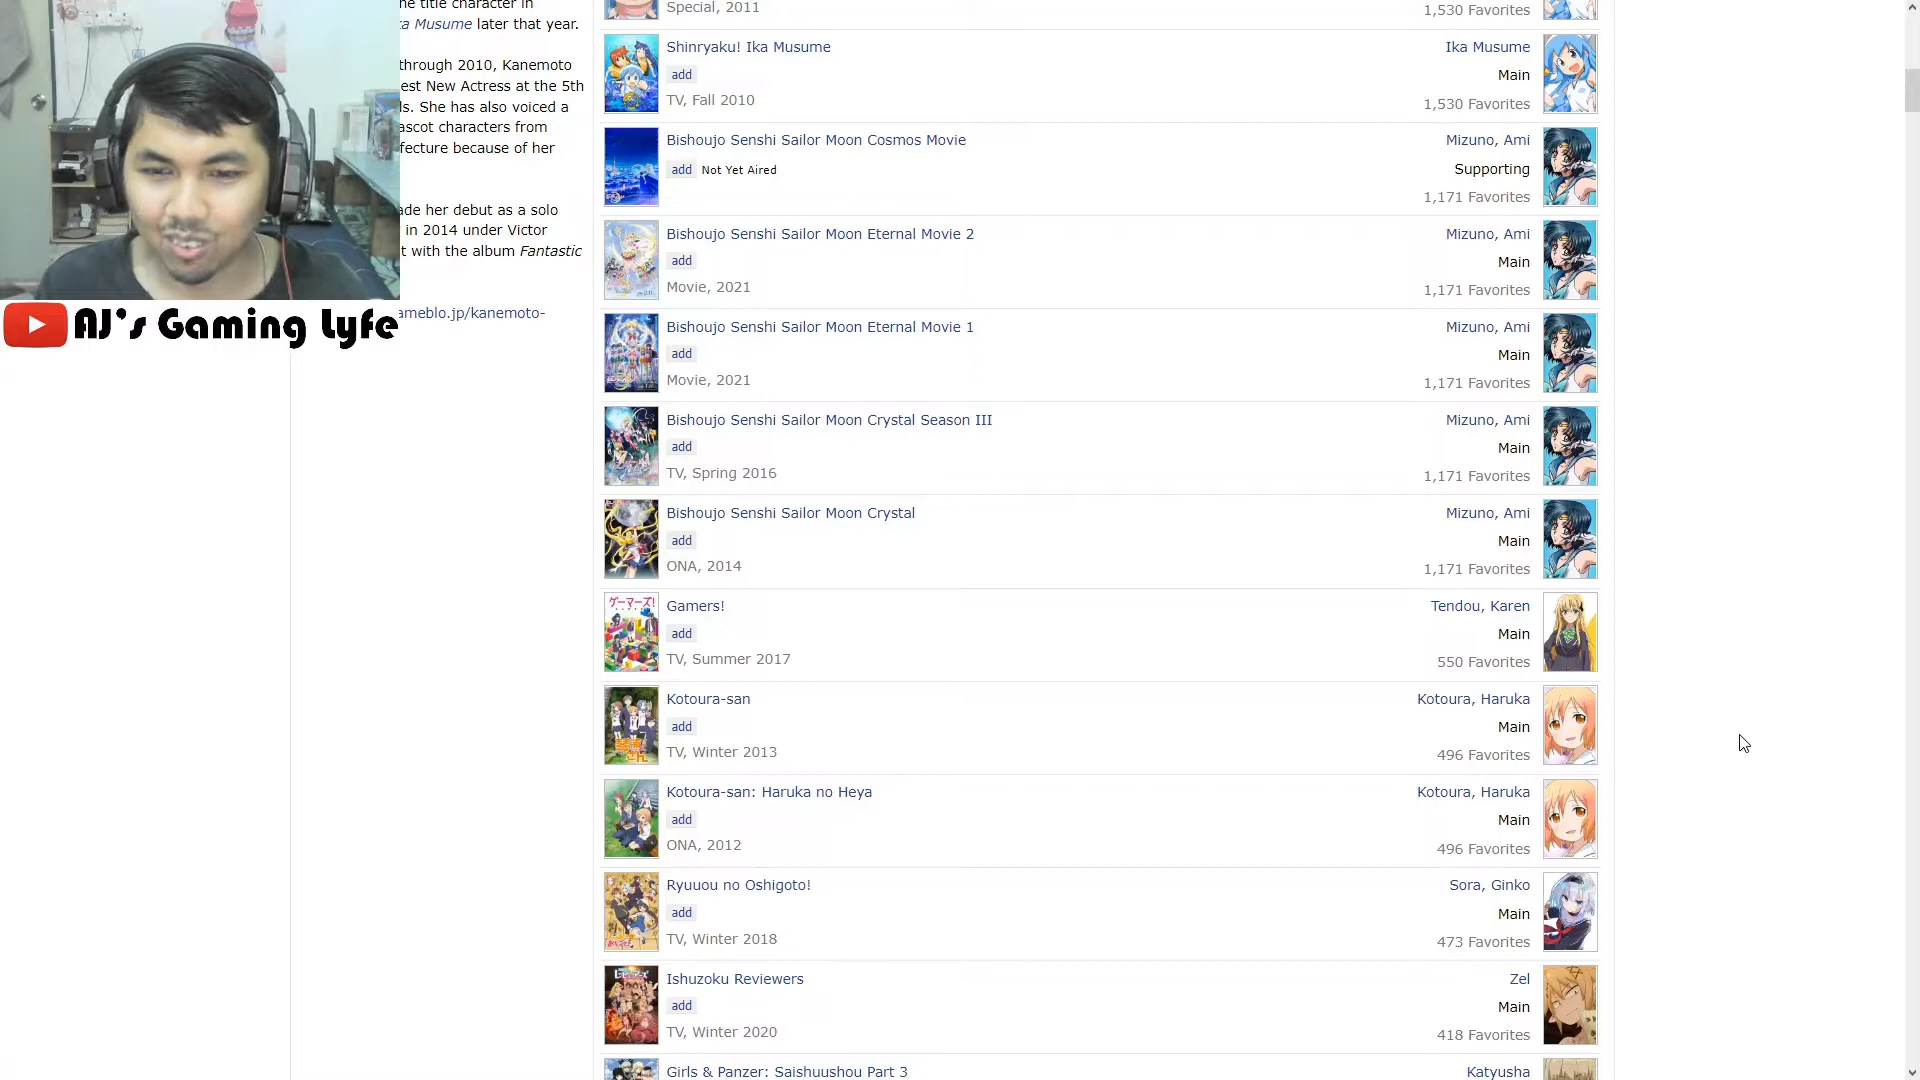 he title character in
ka Musume later that year.
through 2010, Kanemoto
est New Actress at the 5th
ls. She has also voiced a
ascot characters from
fecture because of her
ade her debut as a solo
in 2014 under Victor
t with the album Fantastic
ameblo.jp/kanemoto-
AJ's Gaming Lyfe
Special, 2011
1,530 Favorites
Shinryaku! Ika Musume
Ika Musume
add
Main
TV, Fall 2010
1,530 Favorites
Bishoujo Senshi Sailor Moon Cosmos Movie
Mizuno, Ami
add Not Yet Aired
Supporting
1,171 Favorites
Bishoujo Senshi Sailor Moon Eternal Movie 2
Mizuno, Ami
add
Main
Movie, 2021
1,171 Favorites
Bishoujo Senshi Sailor Moon Eternal Movie 1
Mizuno, Ami
add
Main
Movie, 2021
1,171 Favorites
Bishoujo Senshi Sailor Moon Crystal Season III
Mizuno, Ami
add
Main
TV, Spring 2016
1,171 Favorites
Bishoujo Senshi Sailor Moon Crystal
Mizuno, Ami
add
Main
ONA, 2014
1,171 Favorites
ゲーマーズ!
Gamers!
Tendou, Karen
add
Main
TV, Summer 2017
550 Favorites
Kotoura-san
Kotoura, Haruka
add
Main
TV, Winter 2013
496 Favorites
Kotoura-san: Haruka no Heya
Kotoura, Haruka
add
Main
ONA, 2012
496 Favorites
Ryuuou no Oshigoto!
Sora, Ginko
add
Main
TV, Winter 2018
473 Favorites
Ishuzoku Reviewers
Zel
add
Main
TV, Winter 2020
418 Favorites
Girls & Panzer: Saishuushou Part 3
Katyusha